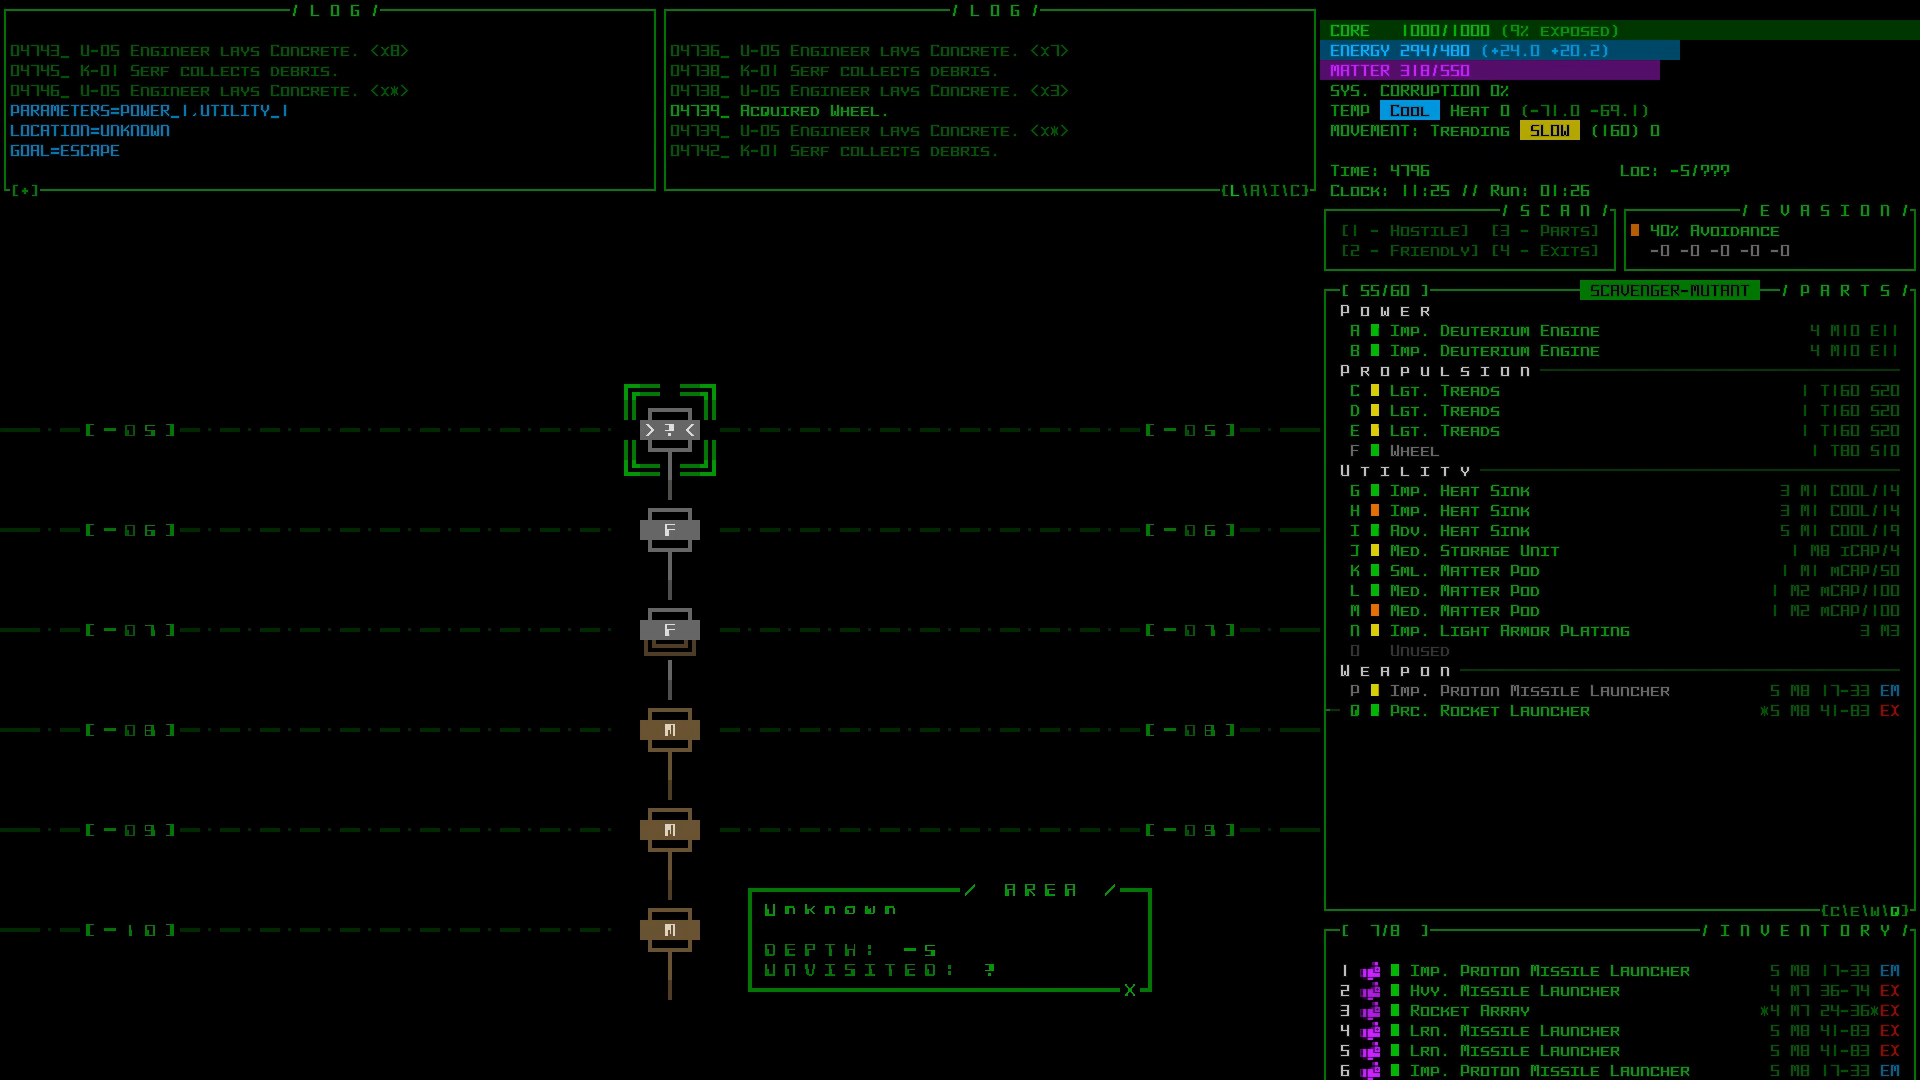 / L O G /
04743_ U-05 Engineer lays Concrete. <x8>
04745_ K-01 Serf collects debris.
04746_ U-05 Engineer lays Concrete. <x*>
PARAMETERS=POWER_1,UTILITY_1
LOCATION=UNKNOWN
GOAL=ESCAPE
[+]
/ L O G /
04736_ U-05 Engineer lays Concrete. <x7>
04738_ K-01 Serf collects debris.
04738_ U-05 Engineer lays Concrete. <x3>
04739_ Acquired Wheel.
04739_ U-05 Engineer lays Concrete. <x*>
04742_ K-01 Serf collects debris.
[L\A\I\C]
CORE 1000/1000 (9% EXPOSED)
ENERGY 294/480 (+24.0 +20.2)
MATTER 318/550
SYS. CORRUPTION 0%
TEMP Cool Heat 0 (-71.0 -69.1)
MOVEMENT: Treading SLOW (160) 0
Time: 4796 Loc: -5/???
Clock: 11:25 // Run: 01:26
/ S C A N /
[1 - Hostile] [3 - Parts]
[2 - Friendly] [4 - Exits]
/ E V A S I O N /
40% Avoidance
-0 -0 -0 -0 -0
[ 55/60 ] SCAVENGER-MUTANT / P A R T S /
Power
A Imp. Deuterium Engine 4 M10 E11
B Imp. Deuterium Engine 4 M10 E11
Propulsion
C Lgt. Treads 1 T160 S20
D Lgt. Treads 1 T160 S20
E Lgt. Treads 1 T160 S20
F Wheel 1 T80 S10
Utility
G Imp. Heat Sink 3 M1 COOL/14
H Imp. Heat Sink 3 M1 COOL/14
I Adv. Heat Sink 5 M1 COOL/19
J Med. Storage Unit 1 M8 iCAP/4
K Sml. Matter Pod 1 M1 mCAP/50
L Med. Matter Pod 1 M2 mCAP/100
M Med. Matter Pod 1 M2 mCAP/100
N Imp. Light Armor Plating 3 M3
O Unused
Weapon
P Imp. Proton Missile Launcher 5 M8 17-33 EM
Q Prc. Rocket Launcher *5 M8 41-83 EX
[C\E\W\Q]
[ 7/8 ] / I N V E N T O R Y /
1 Imp. Proton Missile Launcher 5 M8 17-33 EM
2 Hvy. Missile Launcher 4 M7 36-74 EX
3 Rocket Array *4 M7 24-36*EX
4 Lrn. Missile Launcher 5 M8 41-83 EX
5 Lrn. Missile Launcher 5 M8 41-83 EX
6 Imp. Proton Missile Launcher 5 M8 17-33 EM
[-05] >?< [-05]
[-06] F [-06]
[-07] F [-07]
[-08] M [-08]
[-09] M [-09]
[-10] M
/ AREA /
Unknown
DEPTH: -5
UNVISITED: ?
X